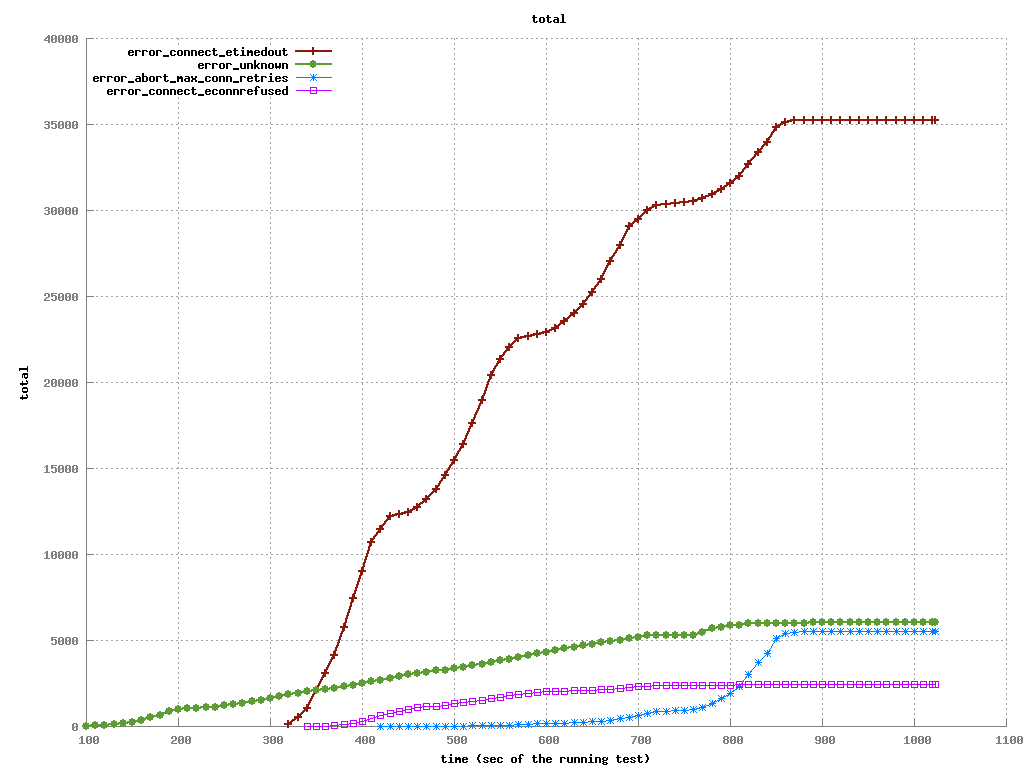 total
40000
35000
30000
25000
20000
15000
10000
5000
0
total
error_connect_etimedout
error_unknown
error_abort_max_conn_retries
error_connect_econnrefused
100 200 300 400 500 600 700 800 900 1000 1100
time (sec of the running test)